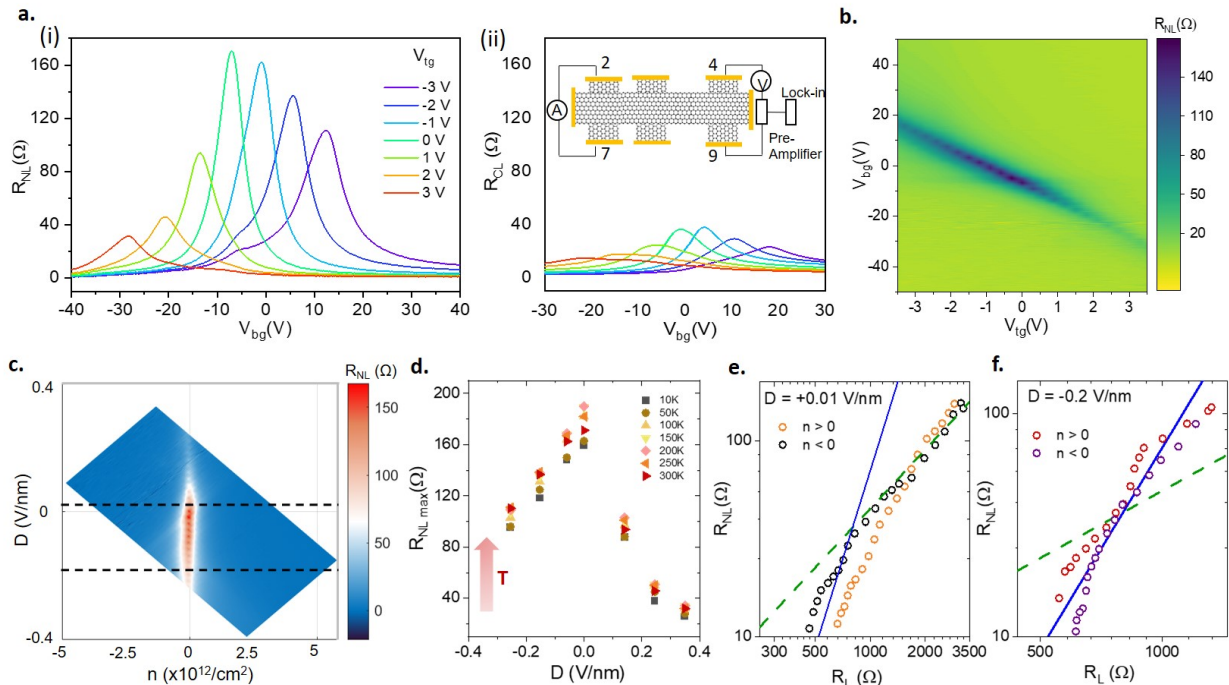 a.
(i)
R_NL(Ω)
160
120
80
40
0
-40 -30 -20 -10 0 10 20 30 40
V_bg(V)
V_tg
-3 V
-2 V
-1 V
0 V
1 V
2 V
3 V
(ii)
R_CL (Ω)
160
120
80
40
0
-30 -20 -10 0 10 20 30
V_bg(V)
2
4
A
V
Lock-in
7
9
Pre-
Amplifier
b.
R_NL(Ω)
V_bg(V)
40
20
0
-20
-40
-3 -2 -1 0 1 2 3
V_tg(V)
140
100
60
20
-10
c.
R_NL (Ω)
D (V/nm)
0.4
0
-0.4
-5 -2.5 0 2.5 5
n (x10^12/cm^2)
150
100
50
0
d.
R_NL max(Ω)
200
160
120
80
40
-0.4 -0.2 0.0 0.2 0.4
D (V/nm)
10K
50K
100K
150K
200K
250K
300K
T
e.
D = +0.01 V/nm
n > 0
n < 0
R_NL(Ω)
100
10
300 500 1000 2000 3500
R_L (Ω)
f.
D = -0.2 V/nm
n > 0
n < 0
R_NL(Ω)
100
10
500 1000
R_L (Ω)